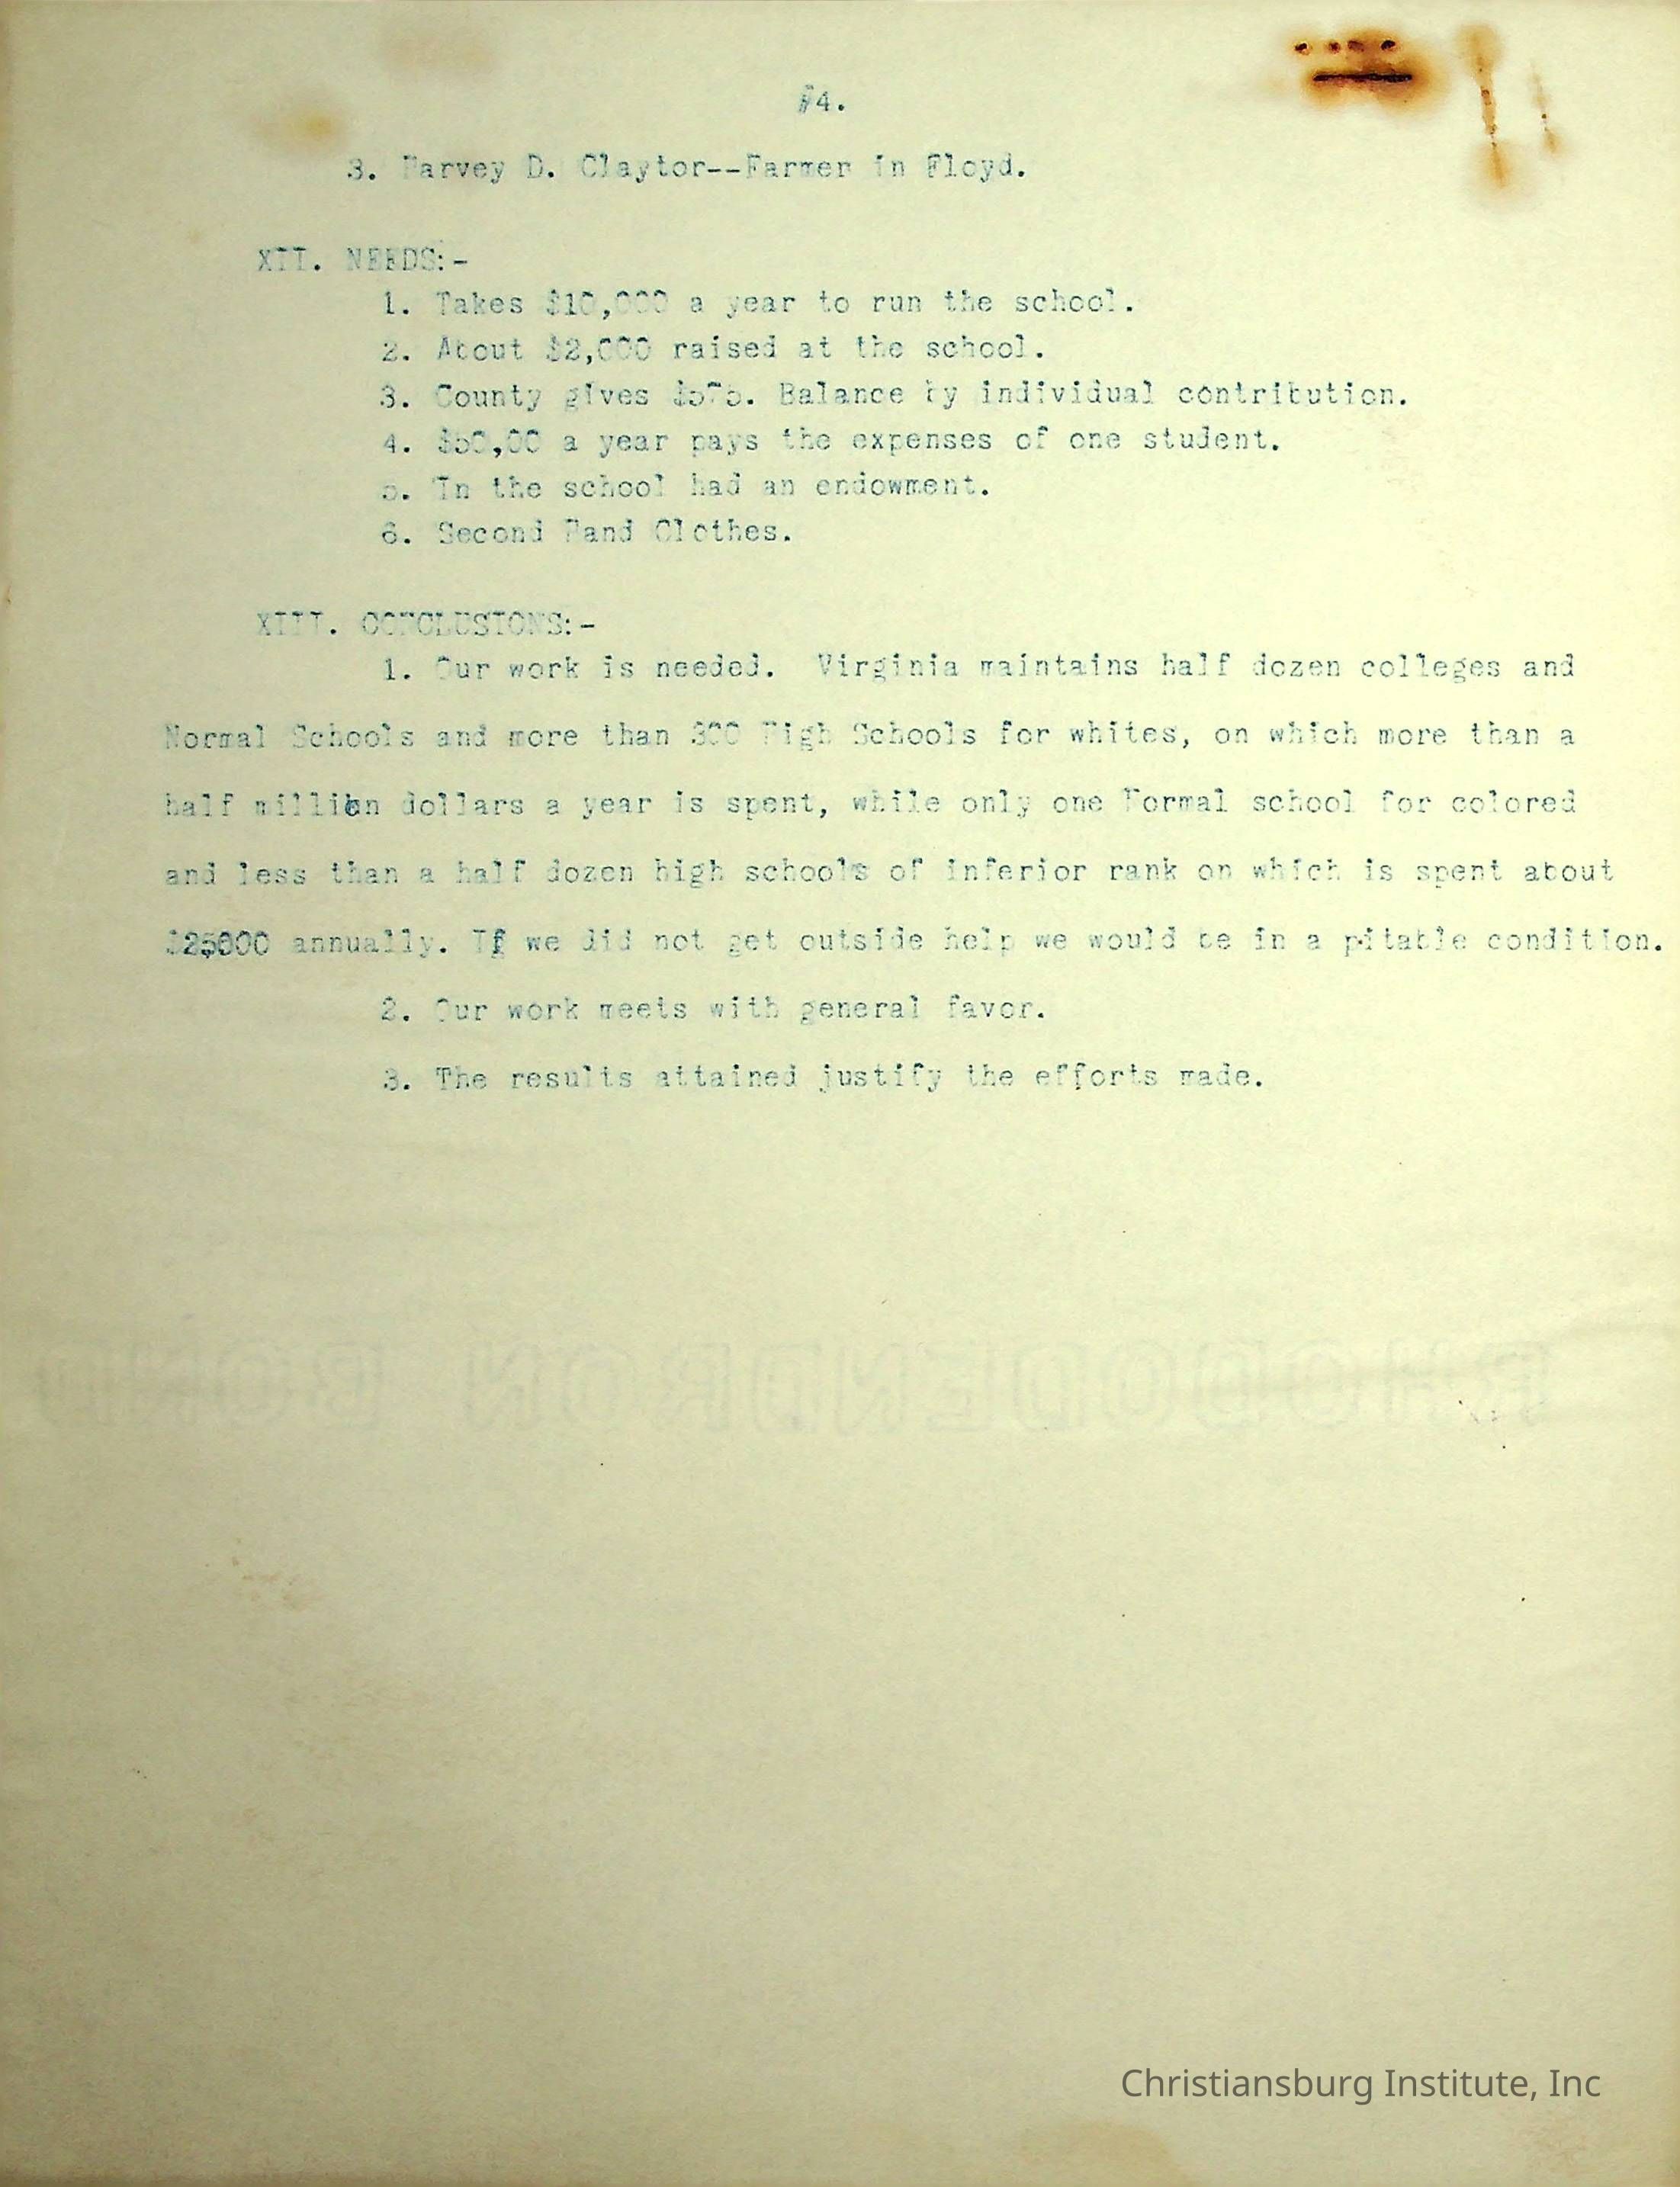 #4.
3. Harvey D. Claytor--Farmer in Floyd.
XII. NEEDS:-
1. Takes $10,000 a year to run the school.
2. About $2,000 raised at the school.
3. County gives $575. Balance by individual contribution.
4. $50,00 a year pays the expenses of one student.
5. In the school had an endowment.
6. Second Hand Clothes.
XIII. CONCLUSIONS:-
1. Our work is needed. Virginia maintains half dozen colleges and
Normal Schools and more than 300 High Schools for whites, on which more than a
half million dollars a year is spent, while only one Normal school for colored
and less than a half dozen high schools of inferior rank on which is spent about
$25000 annually. If we did not get outside help we would be in a pitable condition.
2. Our work meets with general favor.
3. The results attained justify the efforts made.
RHODODENDRON BOND
Christiansburg Institute, Inc